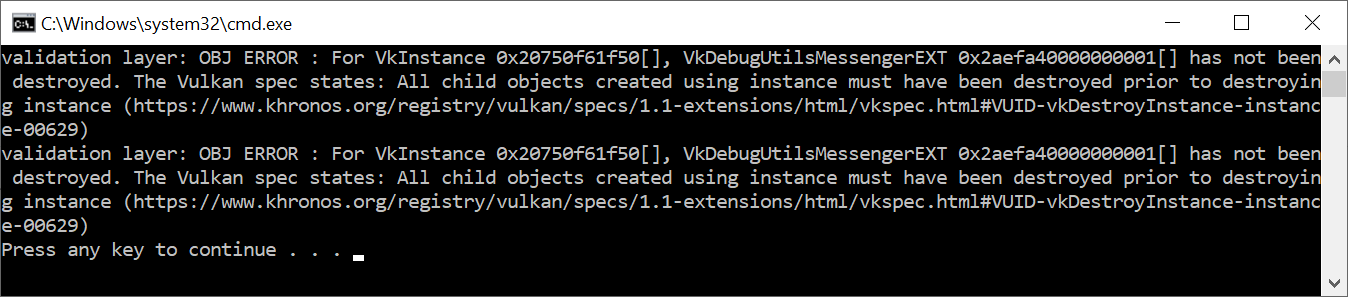 C:\Windows\system32\cmd.exe
validation layer: OBJ ERROR : For VkInstance 0x20750f61f50[], VkDebugUtilsMessengerEXT 0x2aefa40000000001[] has not been
 destroyed. The Vulkan spec states: All child objects created using instance must have been destroyed prior to destroyin
g instance (https://www.khronos.org/registry/vulkan/specs/1.1-extensions/html/vkspec.html#VUID-vkDestroyInstance-instanc
e-00629)
validation layer: OBJ ERROR : For VkInstance 0x20750f61f50[], VkDebugUtilsMessengerEXT 0x2aefa40000000001[] has not been
 destroyed. The Vulkan spec states: All child objects created using instance must have been destroyed prior to destroyin
g instance (https://www.khronos.org/registry/vulkan/specs/1.1-extensions/html/vkspec.html#VUID-vkDestroyInstance-instanc
e-00629)
Press any key to continue . . .